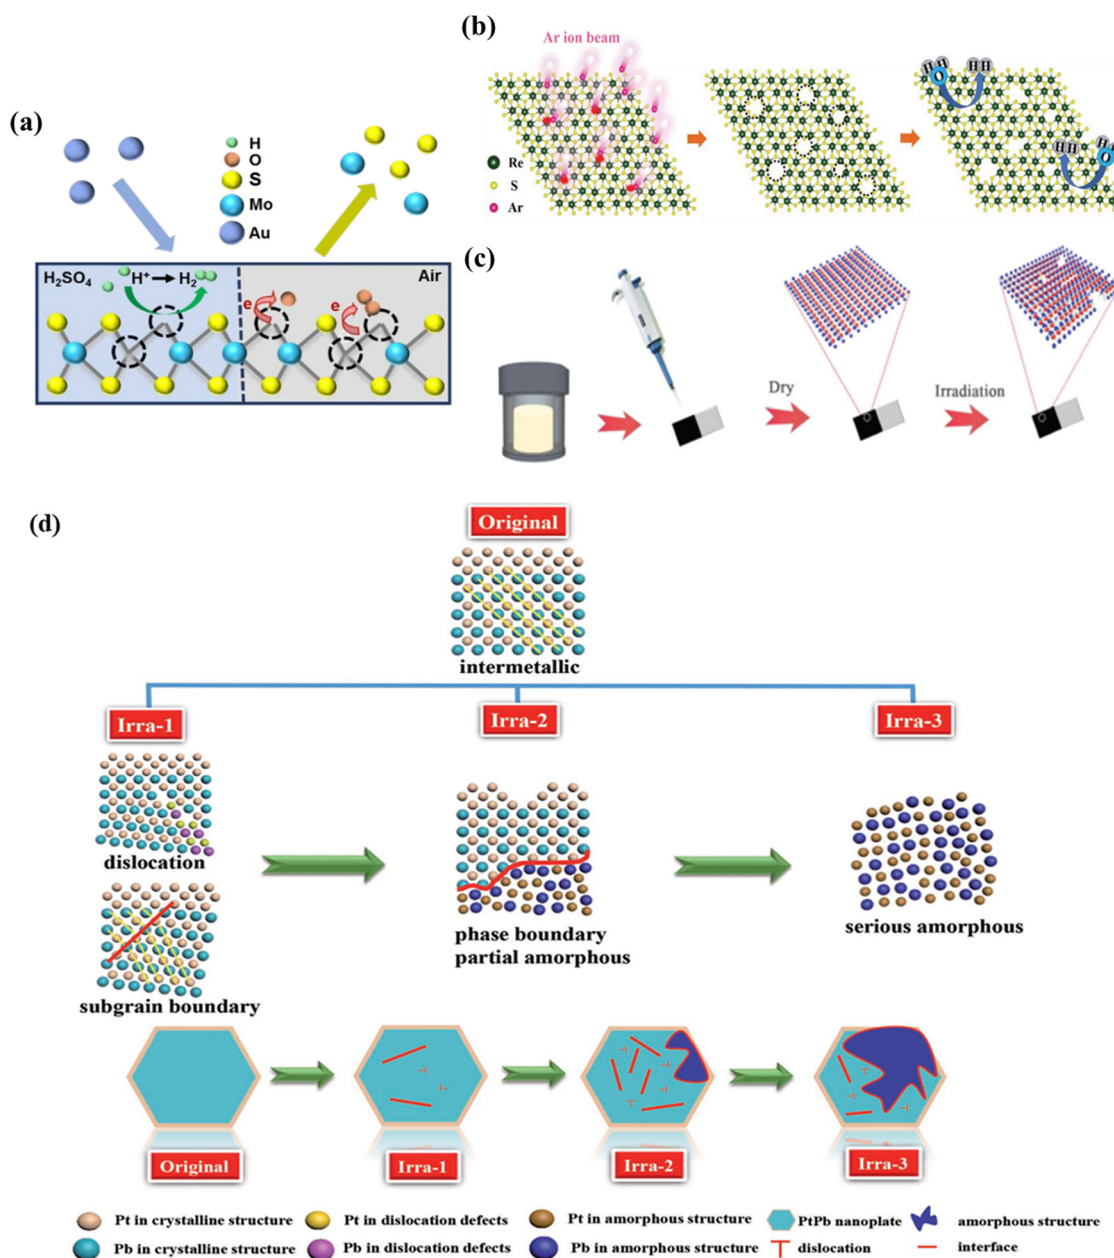 (a)
H
O
S
Mo
Au
H₂SO₄
H⁺ → H₂
e
e
Air
(b)
Ar ion beam
Re
S
Ar
H H
O
H H
H H
H H
O
(c)
Dry
Irradiation
(d)
Original
intermetallic
Irra-1
Irra-2
Irra-3
dislocation
subgrain boundary
phase boundary
partial amorphous
serious amorphous
Original
Irra-1
Irra-2
Irra-3
Pt in crystalline structure
Pt in dislocation defects
Pt in amorphous structure
PtPb nanoplate
amorphous structure
Pb in crystalline structure
Pb in dislocation defects
Pb in amorphous structure
dislocation
interface